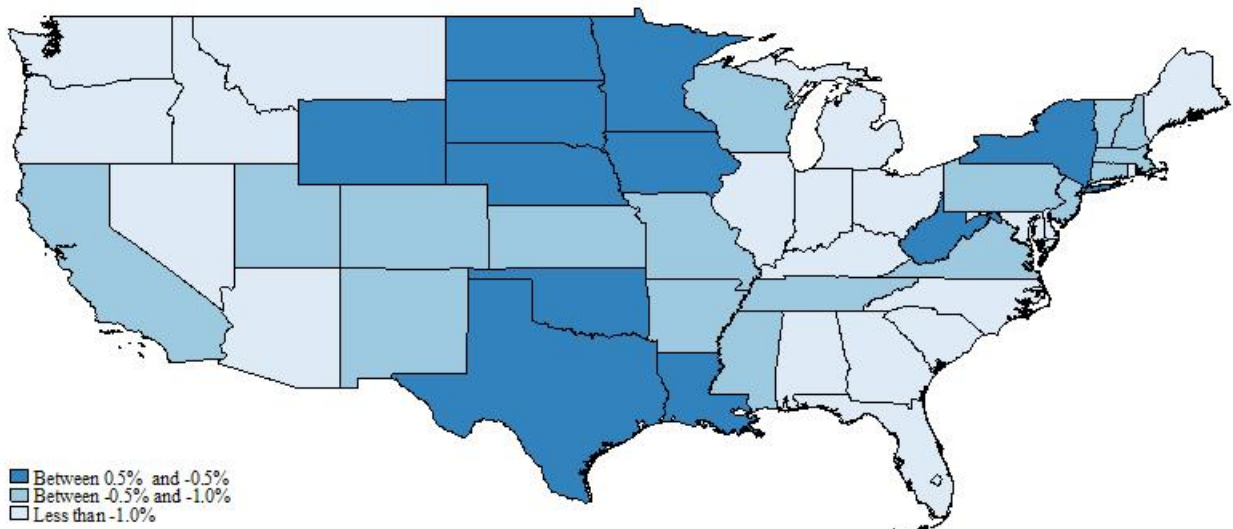 Between 0.5% and -0.5%
Between -0.5% and -1.0%
Less than -1.0%